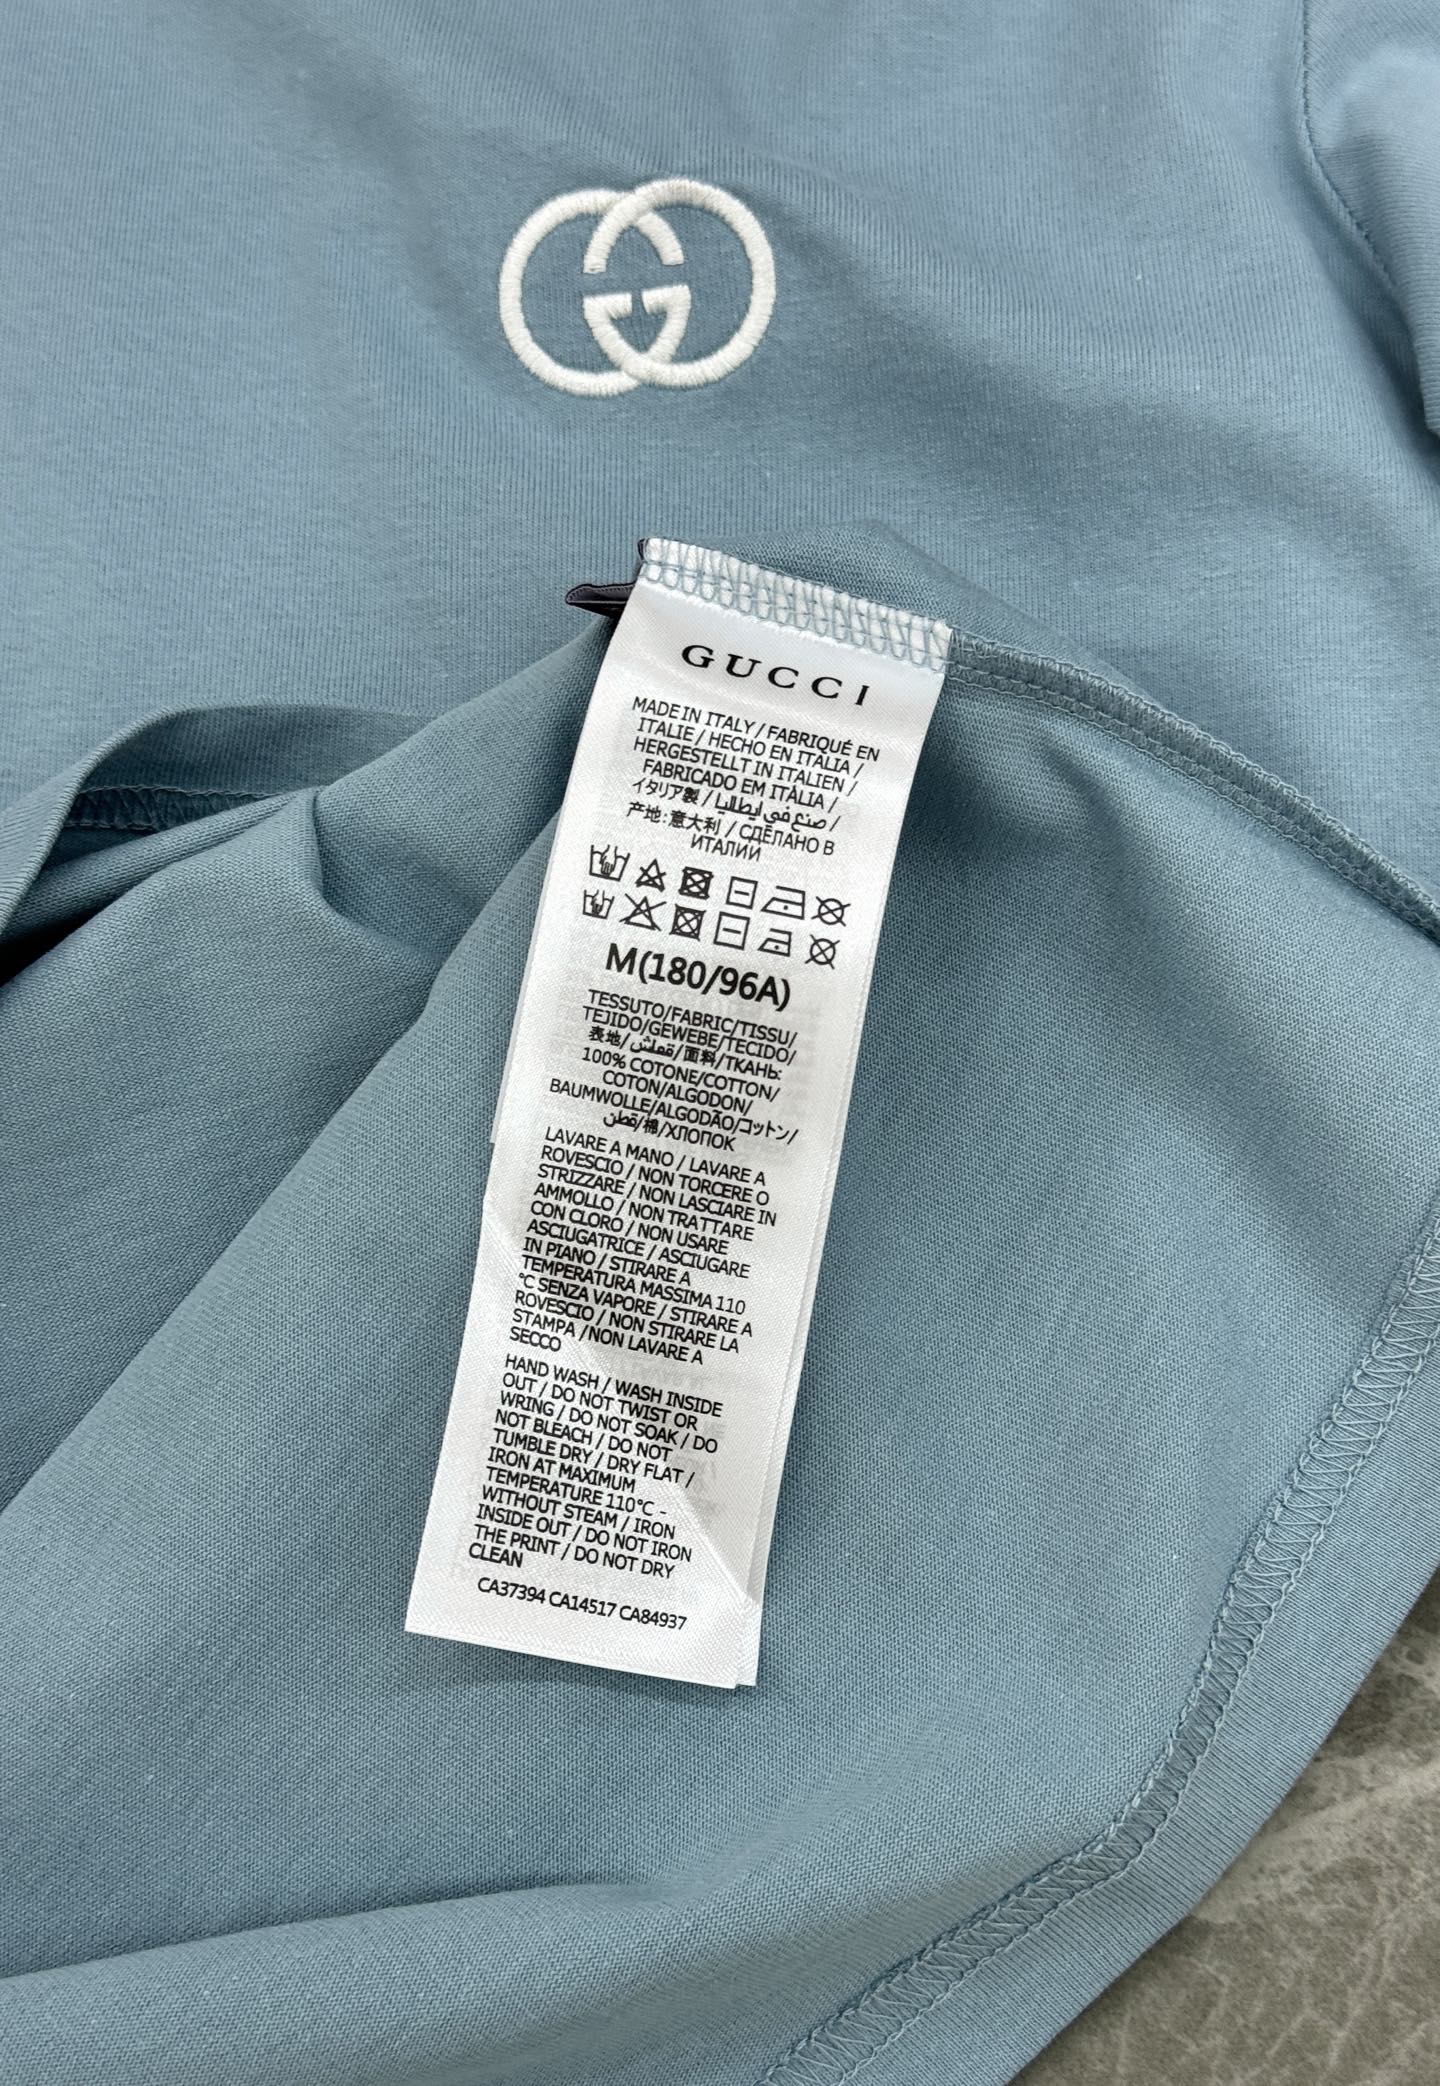 GUCCI
MADE IN ITALY / FABRIQUÉ EN
ITALIE / HECHO EN ITALIA /
HERGESTELLT IN ITALIEN /
FABRICADO EM ITALIA /
イタリア製 / صنع في ايطاليا /
产地:意大利 / СДЕЛАНО В
ИТАЛИИ
M(180/96A)
TESSUTO/FABRIC/TISSU/
TEJIDO/GEWEBE/TECIDO/
表地/قماش/面料/ТКАНЬ:
100% COTONE/COTTON/
COTON/ALGODON/
BAUMWOLLE/ALGODÃO/コットン/
قطن/棉/ХЛОПОК
LAVARE A MANO / LAVARE A
ROVESCIO / NON TORCERE O
STRIZZARE / NON LASCIARE IN
AMMOLLO / NON TRATTARE
CON CLORO / NON USARE
ASCIUGATRICE / ASCIUGARE
IN PIANO / STIRARE A
TEMPERATURA MASSIMA 110
°C SENZA VAPORE / STIRARE A
ROVESCIO / NON STIRARE LA
STAMPA /NON LAVARE A
SECCO
HAND WASH / WASH INSIDE
OUT / DO NOT TWIST OR
WRING / DO NOT SOAK / DO
NOT BLEACH / DO NOT
TUMBLE DRY / DRY FLAT /
IRON AT MAXIMUM
TEMPERATURE 110°C -
WITHOUT STEAM / IRON
INSIDE OUT / DO NOT IRON
THE PRINT / DO NOT DRY
CLEAN
CA37394 CA14517 CA84937